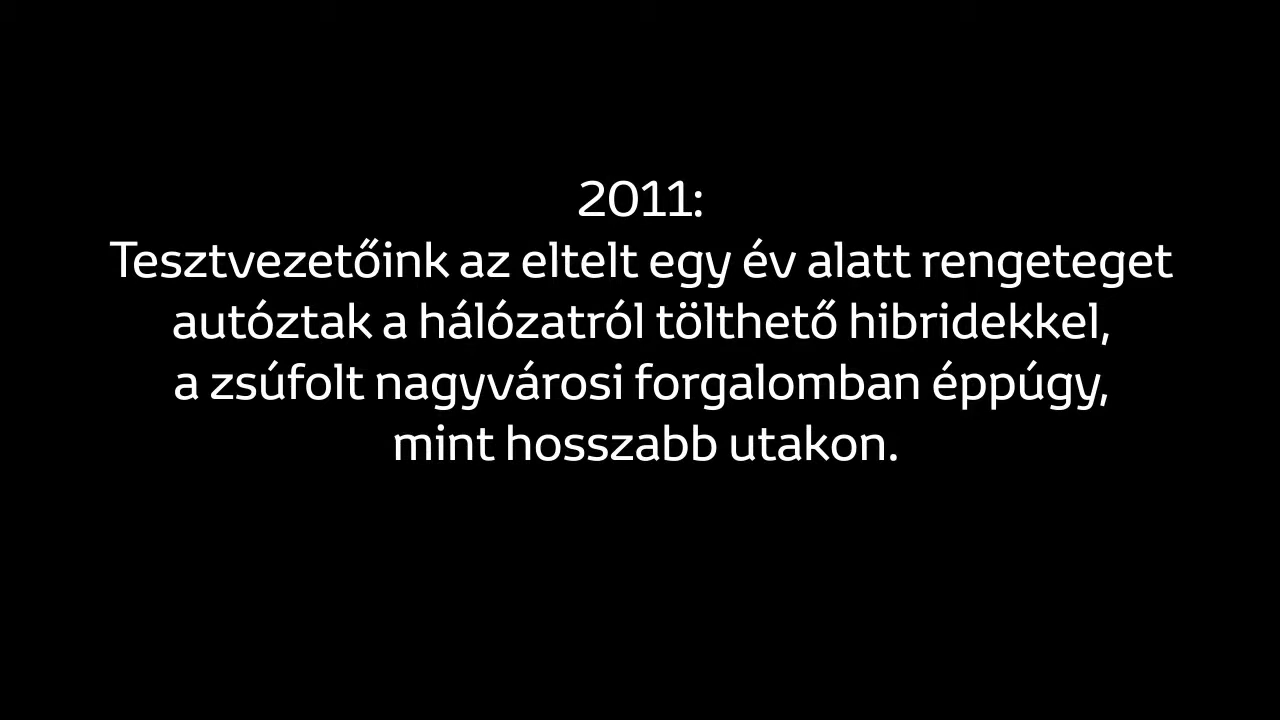 2011:
Tesztvezetőink az eltelt egy év alatt rengeteget
autóztak a hálózatról tölthető hibridekkel,
a zsúfolt nagyvárosi forgalomban éppúgy,
mint hosszabb utakon.